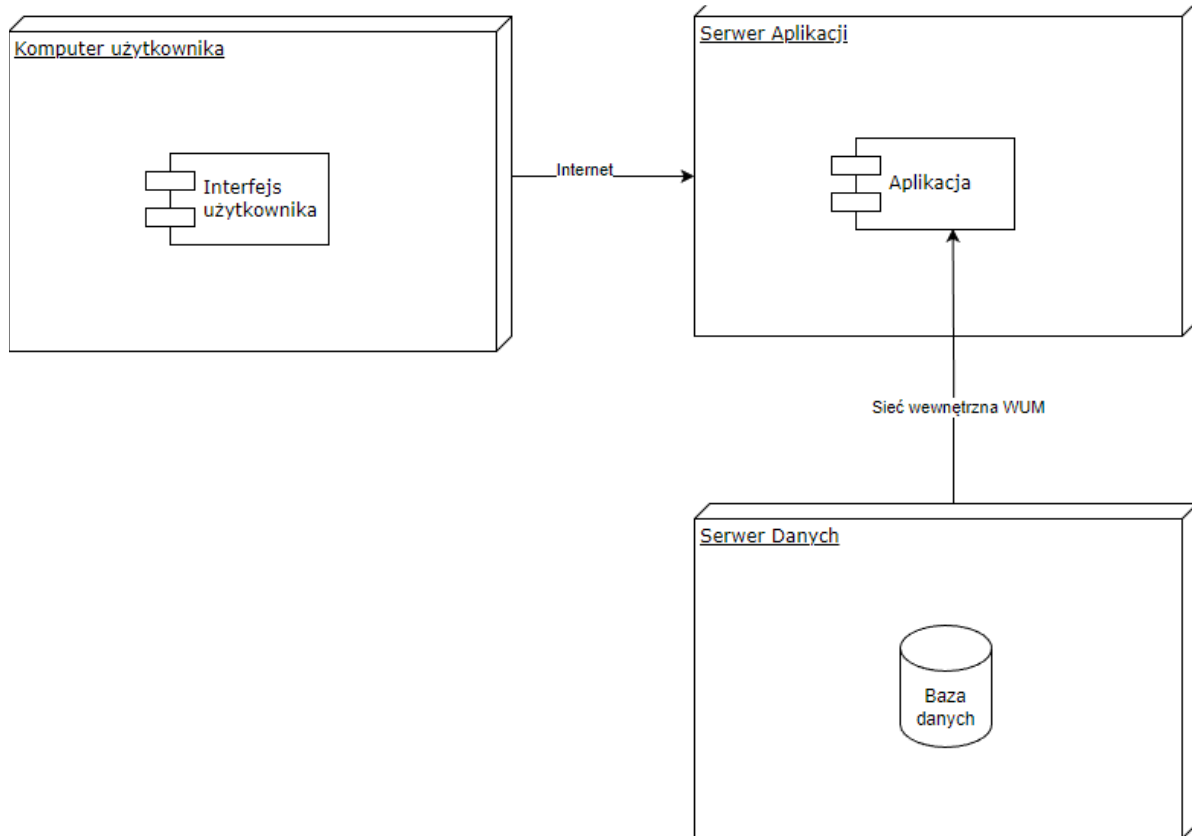 Komputer użytkownika
Serwer Aplikacji
Interfejs
użytkownika
Internet
Aplikacja
Sieć wewnętrzna WUM
Serwer Danych
Baza
danych